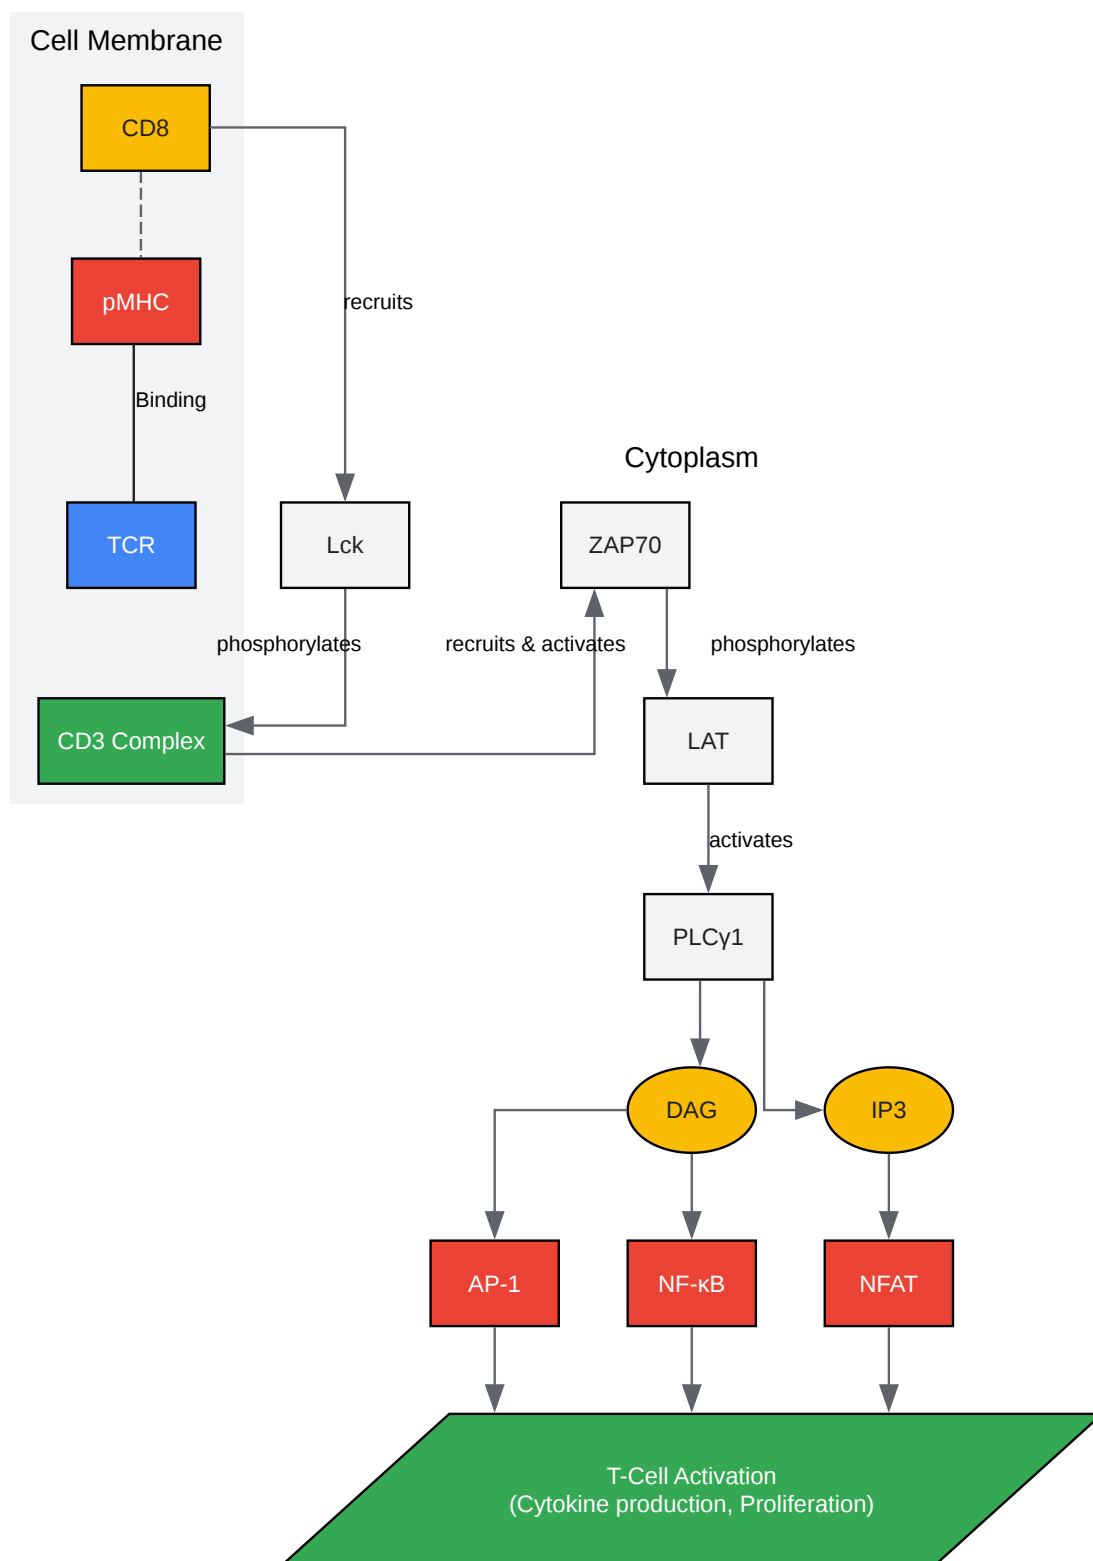 Cell Membrane
CD8
pMHC
recruits
Binding
Cytoplasm
TCR
Lck
ZAP70
phosphorylates
recruits & activates
phosphorylates
CD3 Complex
LAT
activates
PLCγ1
DAG
IP3
AP-1
NF-κB
NFAT
T-Cell Activation
(Cytokine production, Proliferation)